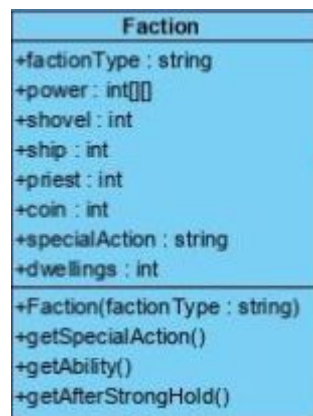 Faction
+factionType : string
+power : int[][]
+shovel : int
+ship : int
+priest : int
+coin : int
+specialAction : string
+dwellings : int
+Faction(factionType : string)
+getSpecialAction()
+getAbility()
+getAfterStrongHold()